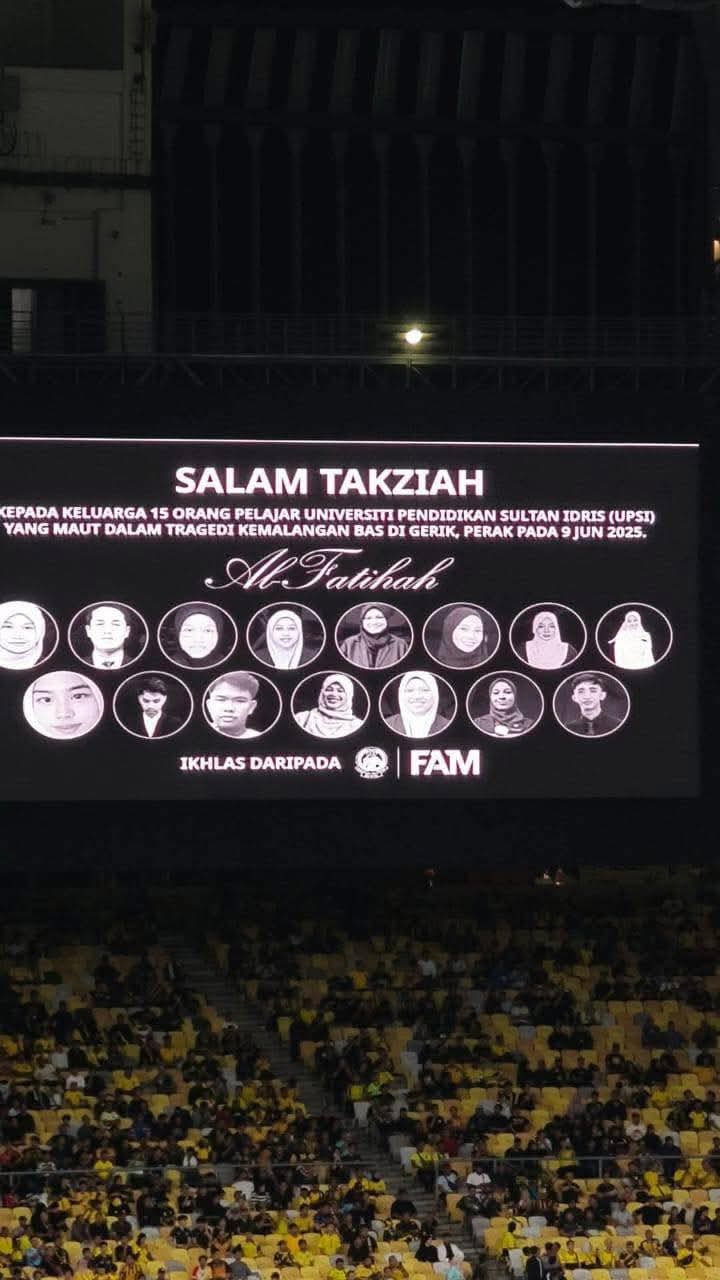 SALAM TAKZIAH
KEPADA KELUARGA 15 ORANG PELAJAR UNIVERSITI PENDIDIKAN SULTAN IDRIS (UPSI)
YANG MAUT DALAM TRAGEDI KEMALANGAN BAS DI GERIK, PERAK PADA 9 JUN 2025.
Al-Fatihah
IKHLAS DARIPADA FAM